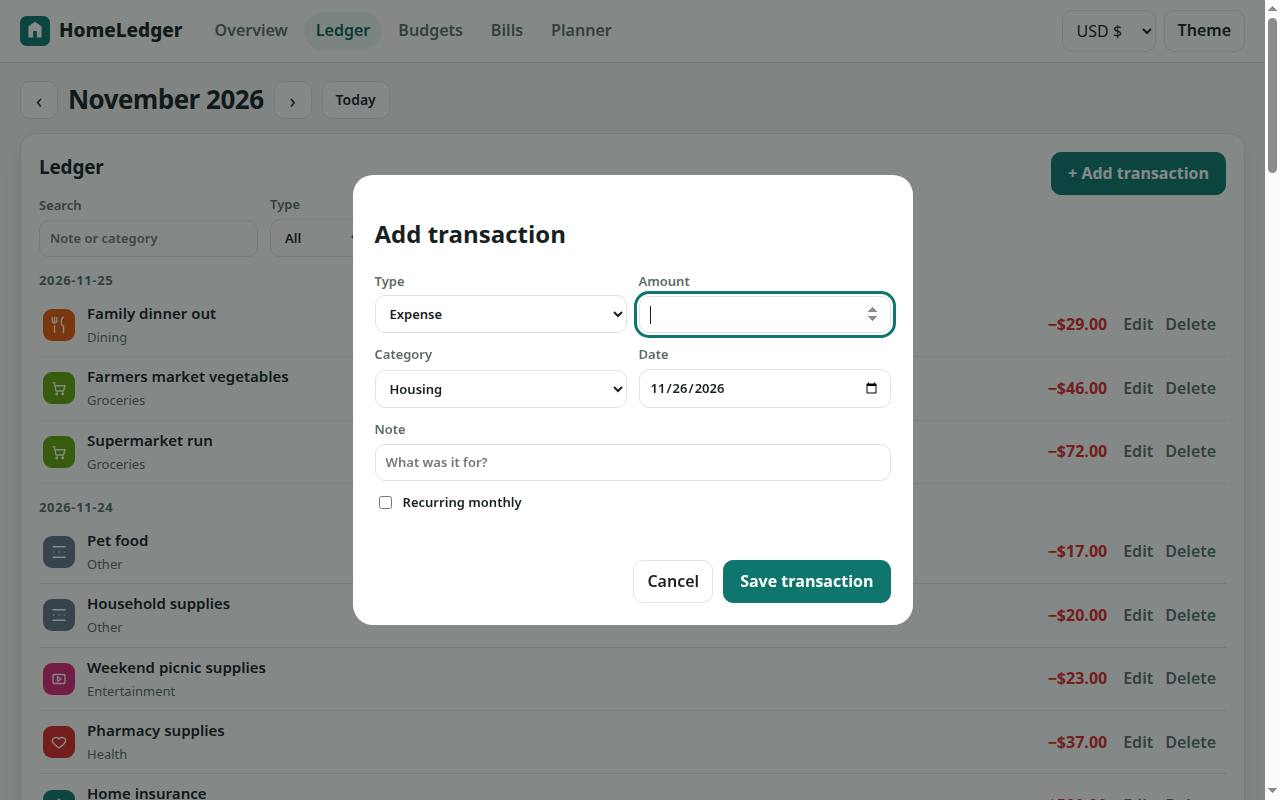 HomeLedger Overview Ledger Budgets Bills Planner USD $ Theme
‹ November 2026 › Today
Ledger
+ Add transaction
Search Type
Note or category All
2026-11-25
Family dinner out
Dining
−$29.00 Edit Delete
Farmers market vegetables
Groceries
−$46.00 Edit Delete
Supermarket run
Groceries
−$72.00 Edit Delete
2026-11-24
Pet food
Other
−$17.00 Edit Delete
Household supplies
Other
−$20.00 Edit Delete
Weekend picnic supplies
Entertainment
−$23.00 Edit Delete
Pharmacy supplies
Health
−$37.00 Edit Delete
Home insurance
Add transaction
Type Amount
Expense
Category Date
Housing 11/26/2026
Note
What was it for?
Recurring monthly
Cancel Save transaction